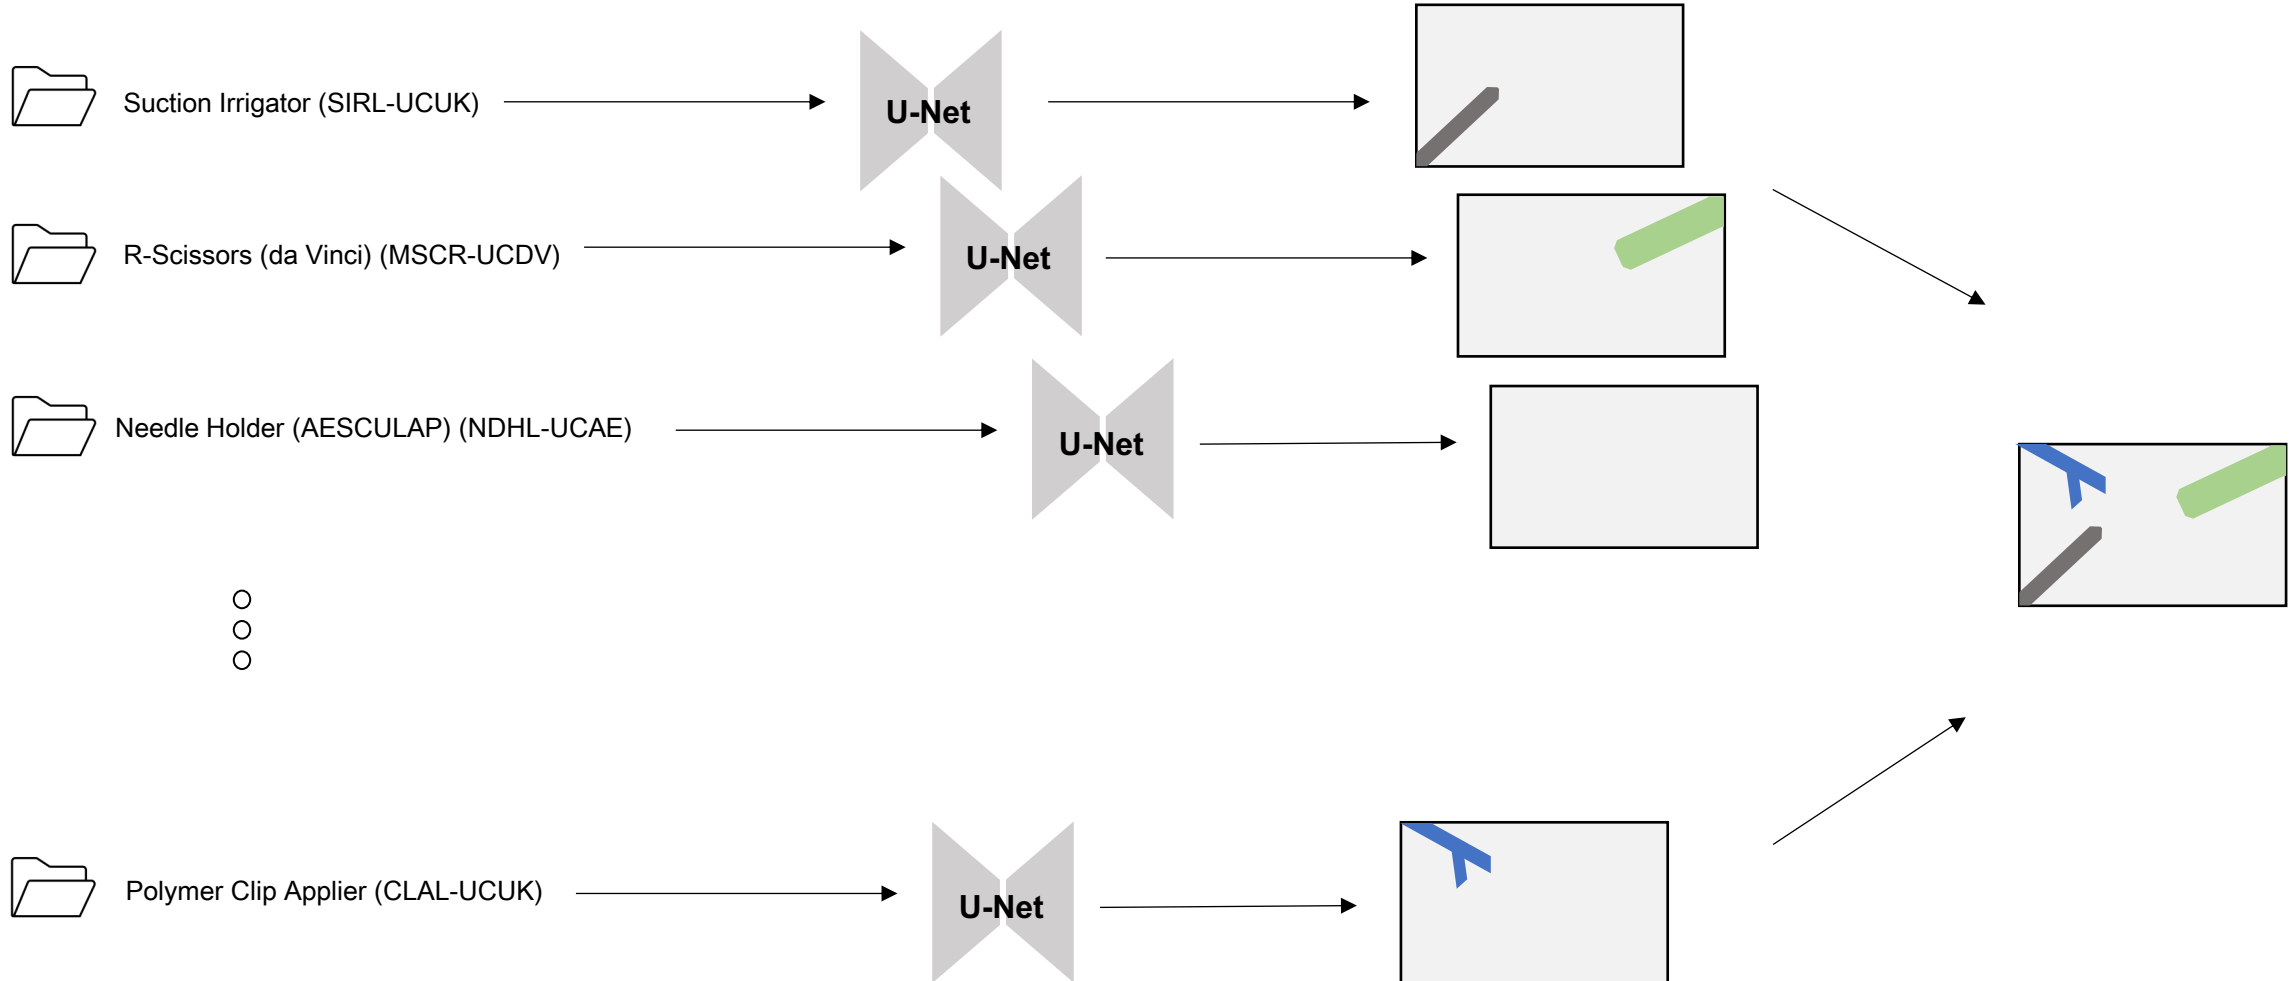 Suction Irrigator (SIRL-UCUK)
U-Net
R-Scissors (da Vinci) (MSCR-UCDV)
U-Net
Needle Holder (AESCULAP) (NDHL-UCAE)
U-Net
Polymer Clip Applier (CLAL-UCUK)
U-Net